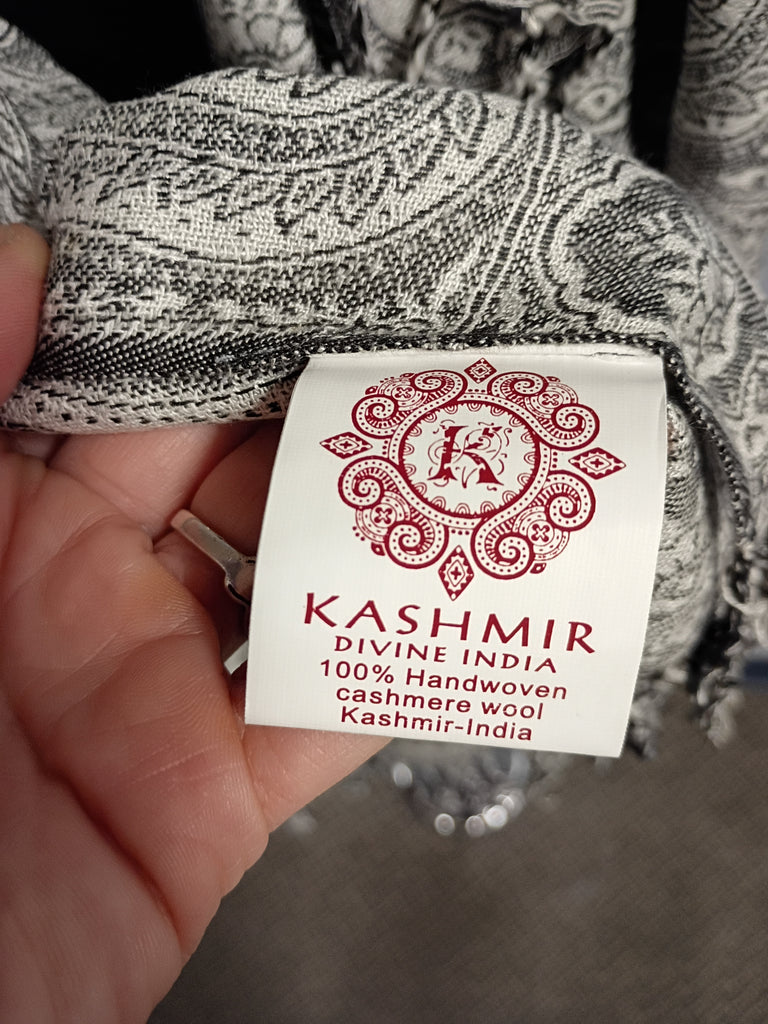 K
KASHMIR
DIVINE INDIA
100% Handwoven
cashmere wool
Kashmir-India